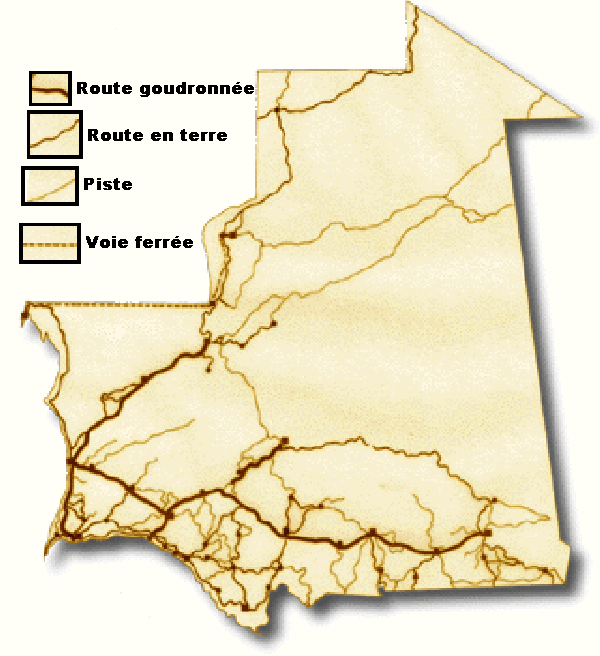 Route goudronnée
Route en terre
Piste
Voie ferrée